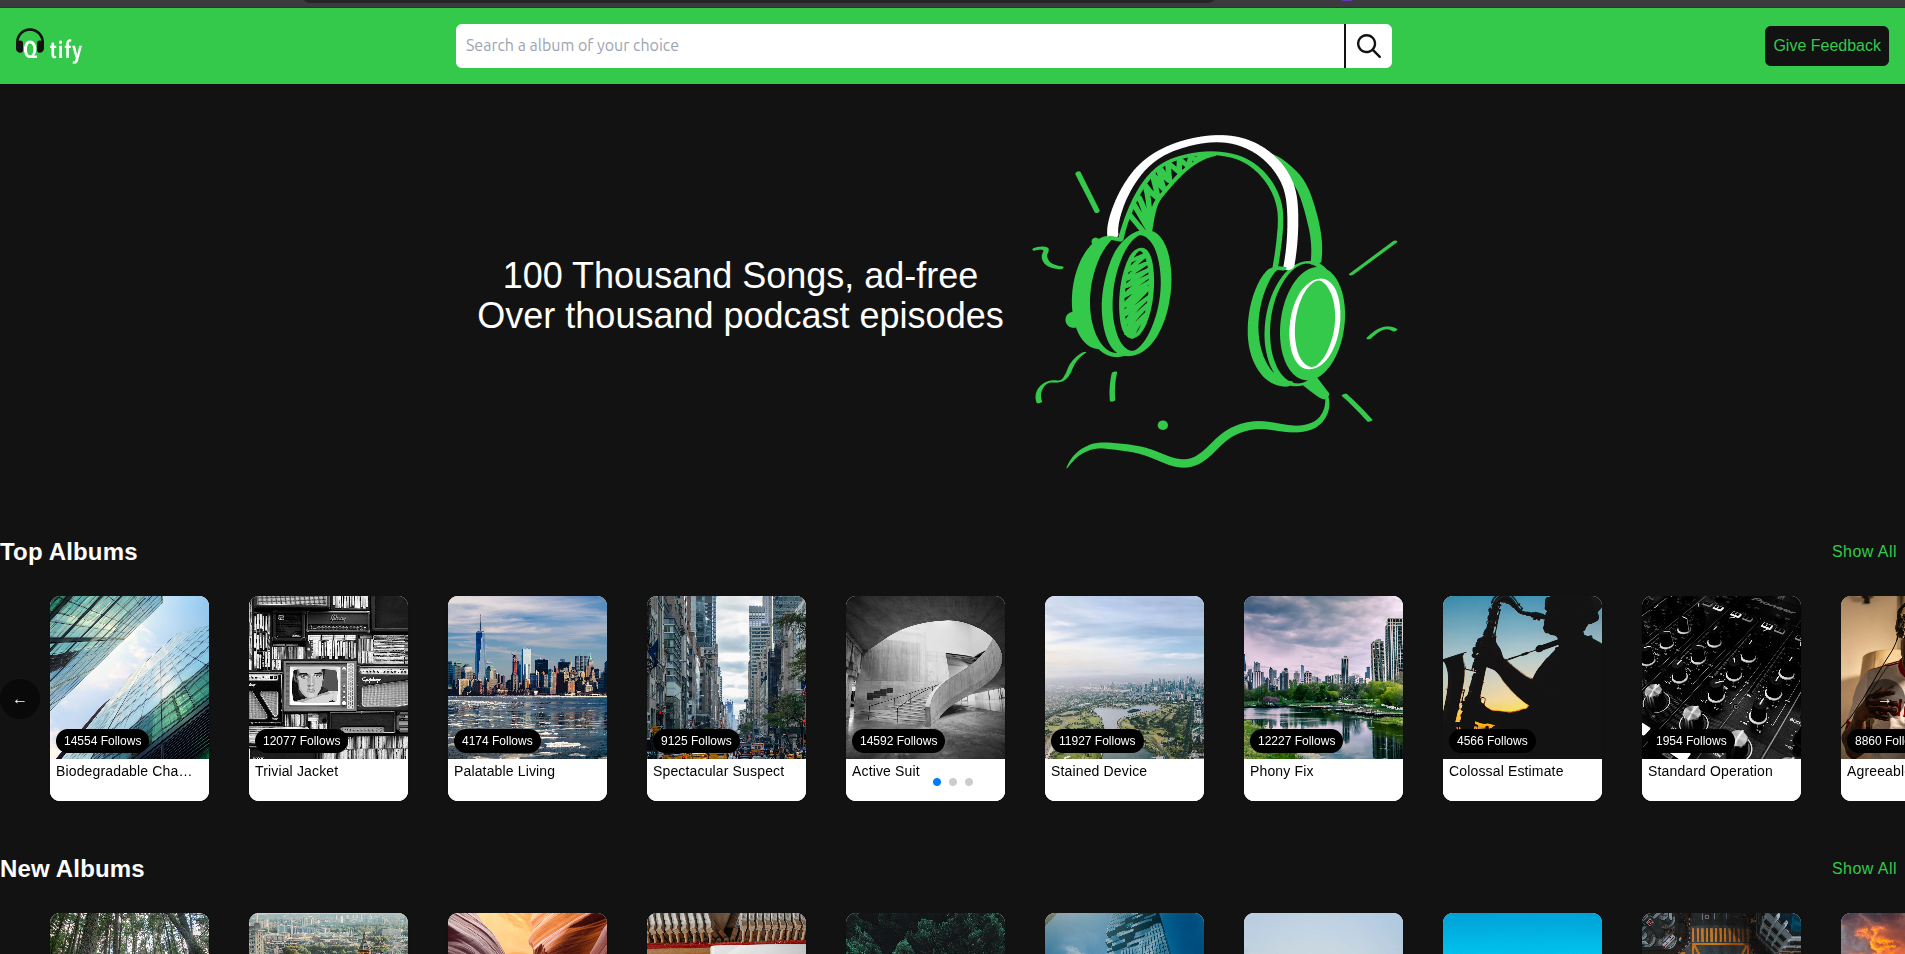 Q tify
Search a album of your choice
Give Feedback
100 Thousand Songs, ad-free
Over thousand podcast episodes
Top Albums
Show All
←
14554 Follows
12077 Follows
4174 Follows
9125 Follows
14592 Follows
11927 Follows
12227 Follows
4566 Follows
1954 Follows
8860 Foll
Biodegradable Cha...
Trivial Jacket
Palatable Living
Spectacular Suspect
Active Suit
Stained Device
Phony Fix
Colossal Estimate
Standard Operation
Agreeabl
New Albums
Show All